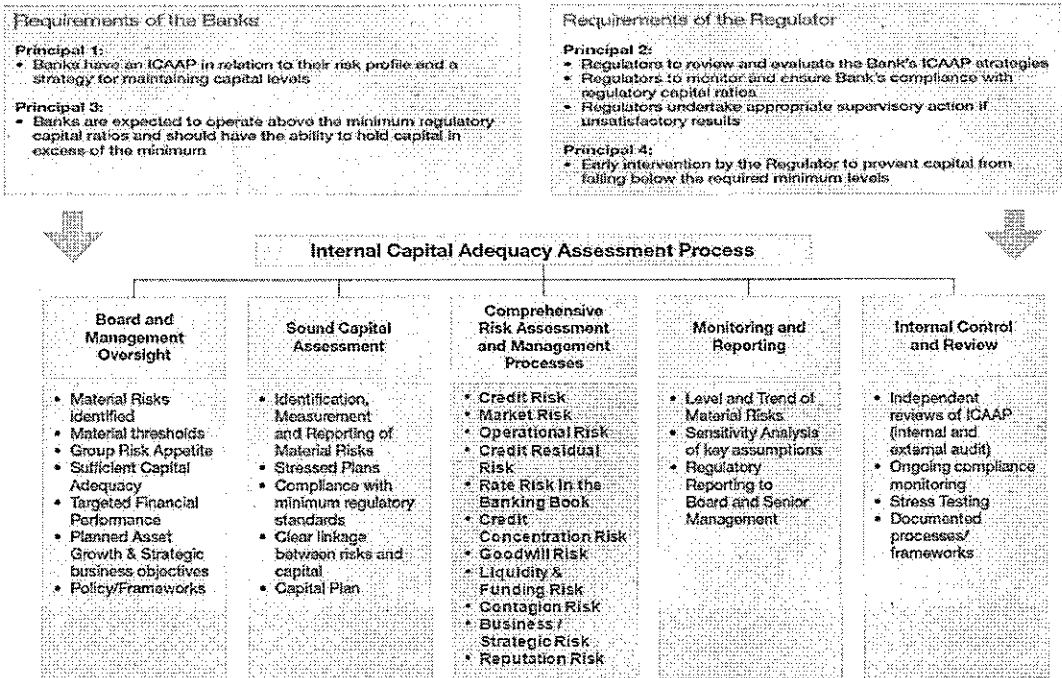 Requirements of the Banks
Principal 1:
• Banks have an ICAAP in relation to their risk profile and a
strategy for maintaining capital levels
Principal 3:
• Banks are expected to operate above the minimum regulatory
capital ratios and should have the ability to hold capital in
excess of the minimum
Requirements of the Regulator
Principal 2:
• Regulators to review and evaluate the Bank's ICAAP strategies
• Regulators to monitor and ensure Bank's compliance with
regulatory capital ratios
• Regulators undertake appropriate supervisory action if
unsatisfactory results
Principal 4:
• Early intervention by the Regulator to prevent capital from
falling below the required minimum levels
Internal Capital Adequacy Assessment Process
Board and
Management
Oversight
• Material Risks
identified
• Material thresholds
• Group Risk Appetite
• Sufficient Capital
Adequacy
• Targeted Financial
Performance
• Planned Asset
Growth & Strategic
business objectives
• Policy/Frameworks
Sound Capital
Assessment
• Identification,
Measurement
and Reporting of
Material Risks
• Stressed Plans
• Compliance with
minimum regulatory
standards
• Clear linkage
between risks and
capital
• Capital Plan
Comprehensive
Risk Assessment
and Management
Processes
• Credit Risk
• Market Risk
• Operational Risk
• Credit Residual
Risk
• Rate Risk in the
Banking Book
• Credit
Concentration Risk
• Goodwill Risk
• Liquidity &
Funding Risk
• Contagion Risk
• Business /
Strategic Risk
• Reputation Risk
Monitoring and
Reporting
• Level and Trend of
Material Risks
• Sensitivity Analysis
of key assumptions
• Regulatory
Reporting to
Board and Senior
Management
Internal Control
and Review
• Independent
reviews of ICAAP
(internal and
external audit)
• Ongoing compliance
monitoring
• Stress Testing
• Documented
processes/
frameworks